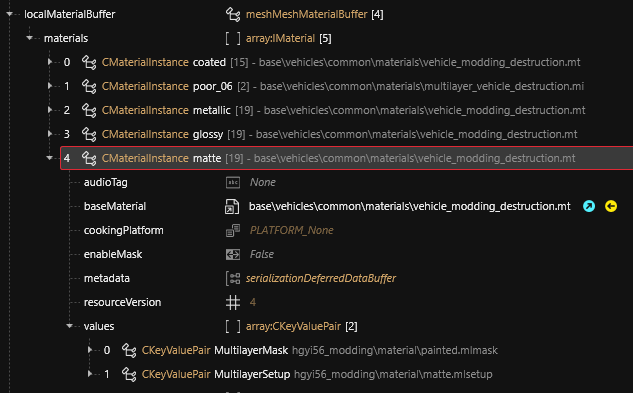 localMaterialBuffer meshMeshMaterialBuffer [4]
materials [ ] array:IMaterial [5]
0 CMaterialInstance coated [15] - base\vehicles\common\materials\vehicle_modding_destruction.mt
1 CMaterialInstance poor_06 [2] - base\vehicles\common\materials\multilayer_vehicle_destruction.mi
2 CMaterialInstance metallic [19] - base\vehicles\common\materials\vehicle_modding_destruction.mt
3 CMaterialInstance glossy [19] - base\vehicles\common\materials\vehicle_modding_destruction.mt
4 CMaterialInstance matte [19] - base\vehicles\common\materials\vehicle_modding_destruction.mt
audioTag abc None
baseMaterial base\vehicles\common\materials\vehicle_modding_destruction.mt
cookingPlatform PLATFORM_None
enableMask False
metadata serializationDeferredDataBuffer
resourceVersion # 4
values [ ] array:CKeyValuePair [2]
0 CKeyValuePair MultilayerMask hgyi56_modding\material\painted.mlmask
1 CKeyValuePair MultilayerSetup hgyi56_modding\material\matte.mlsetup